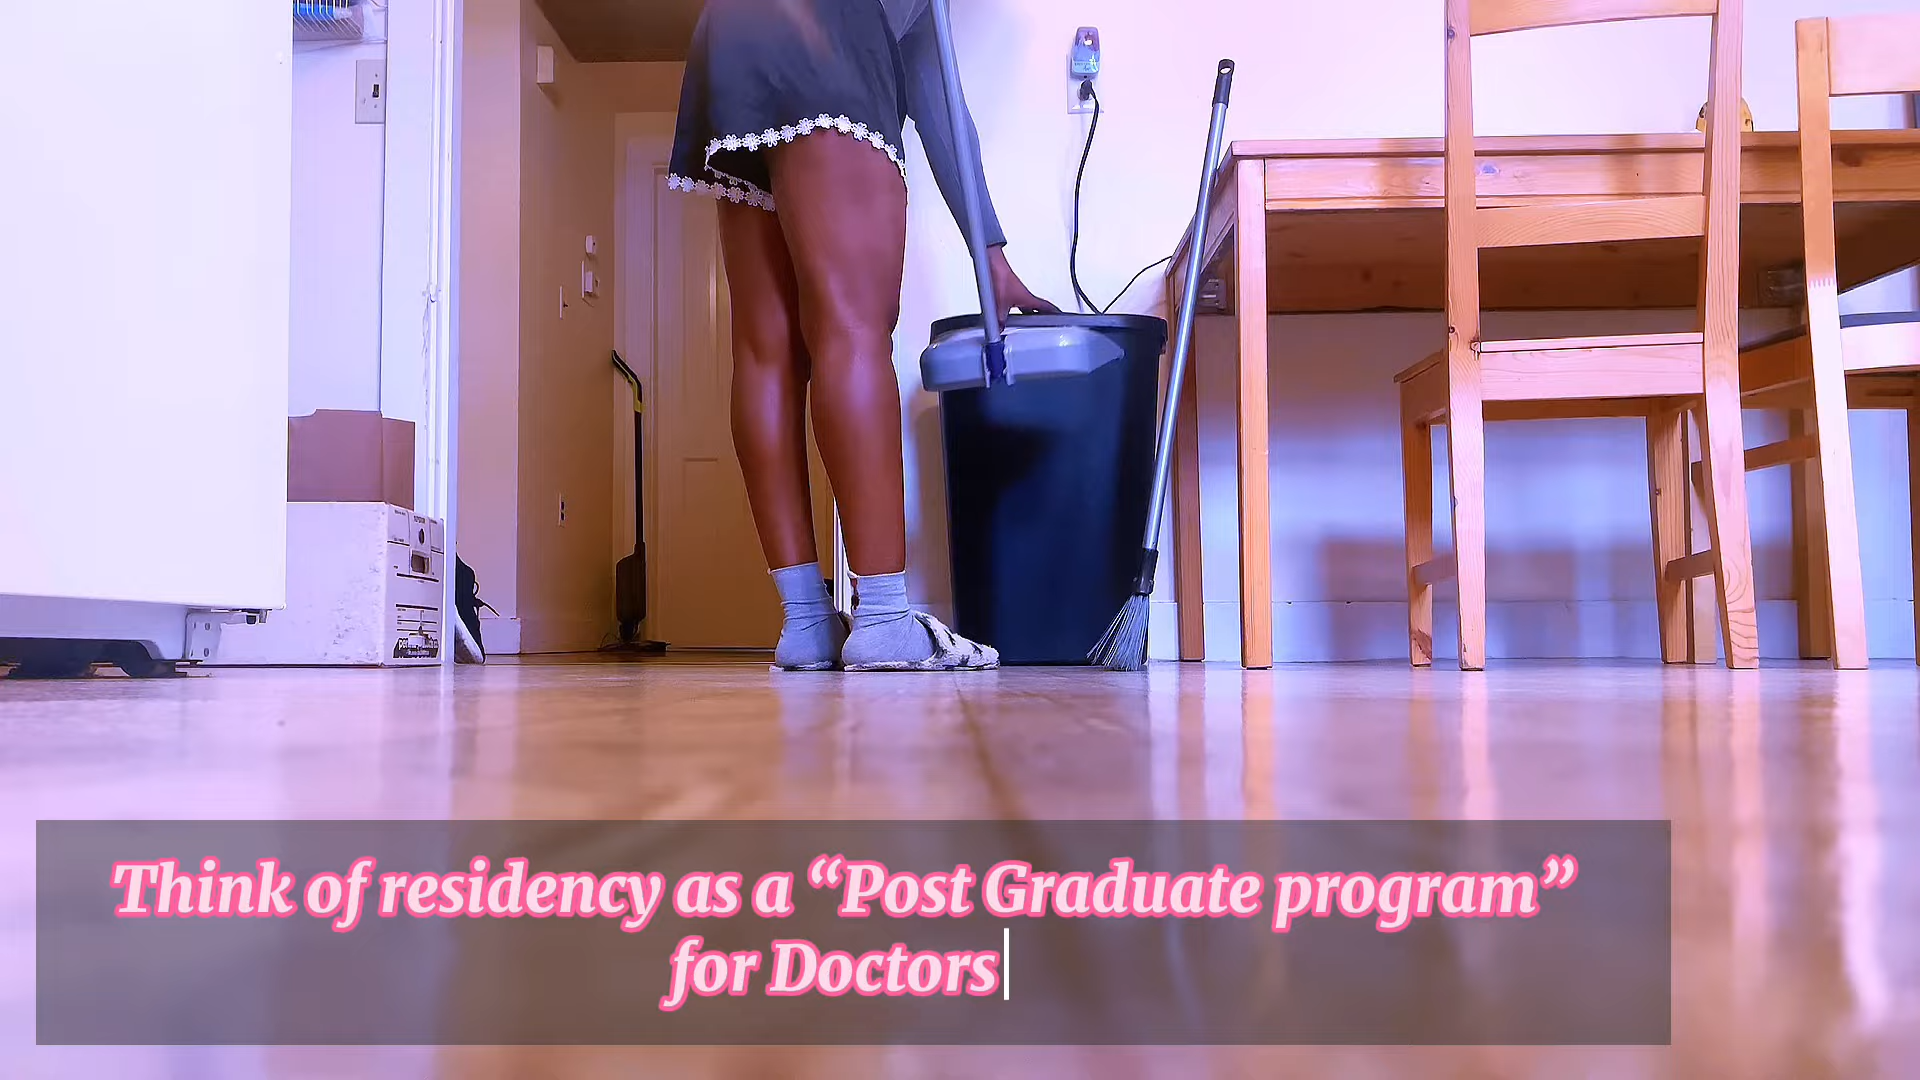 Think of residency as a “Post Graduate program”
for Doctors